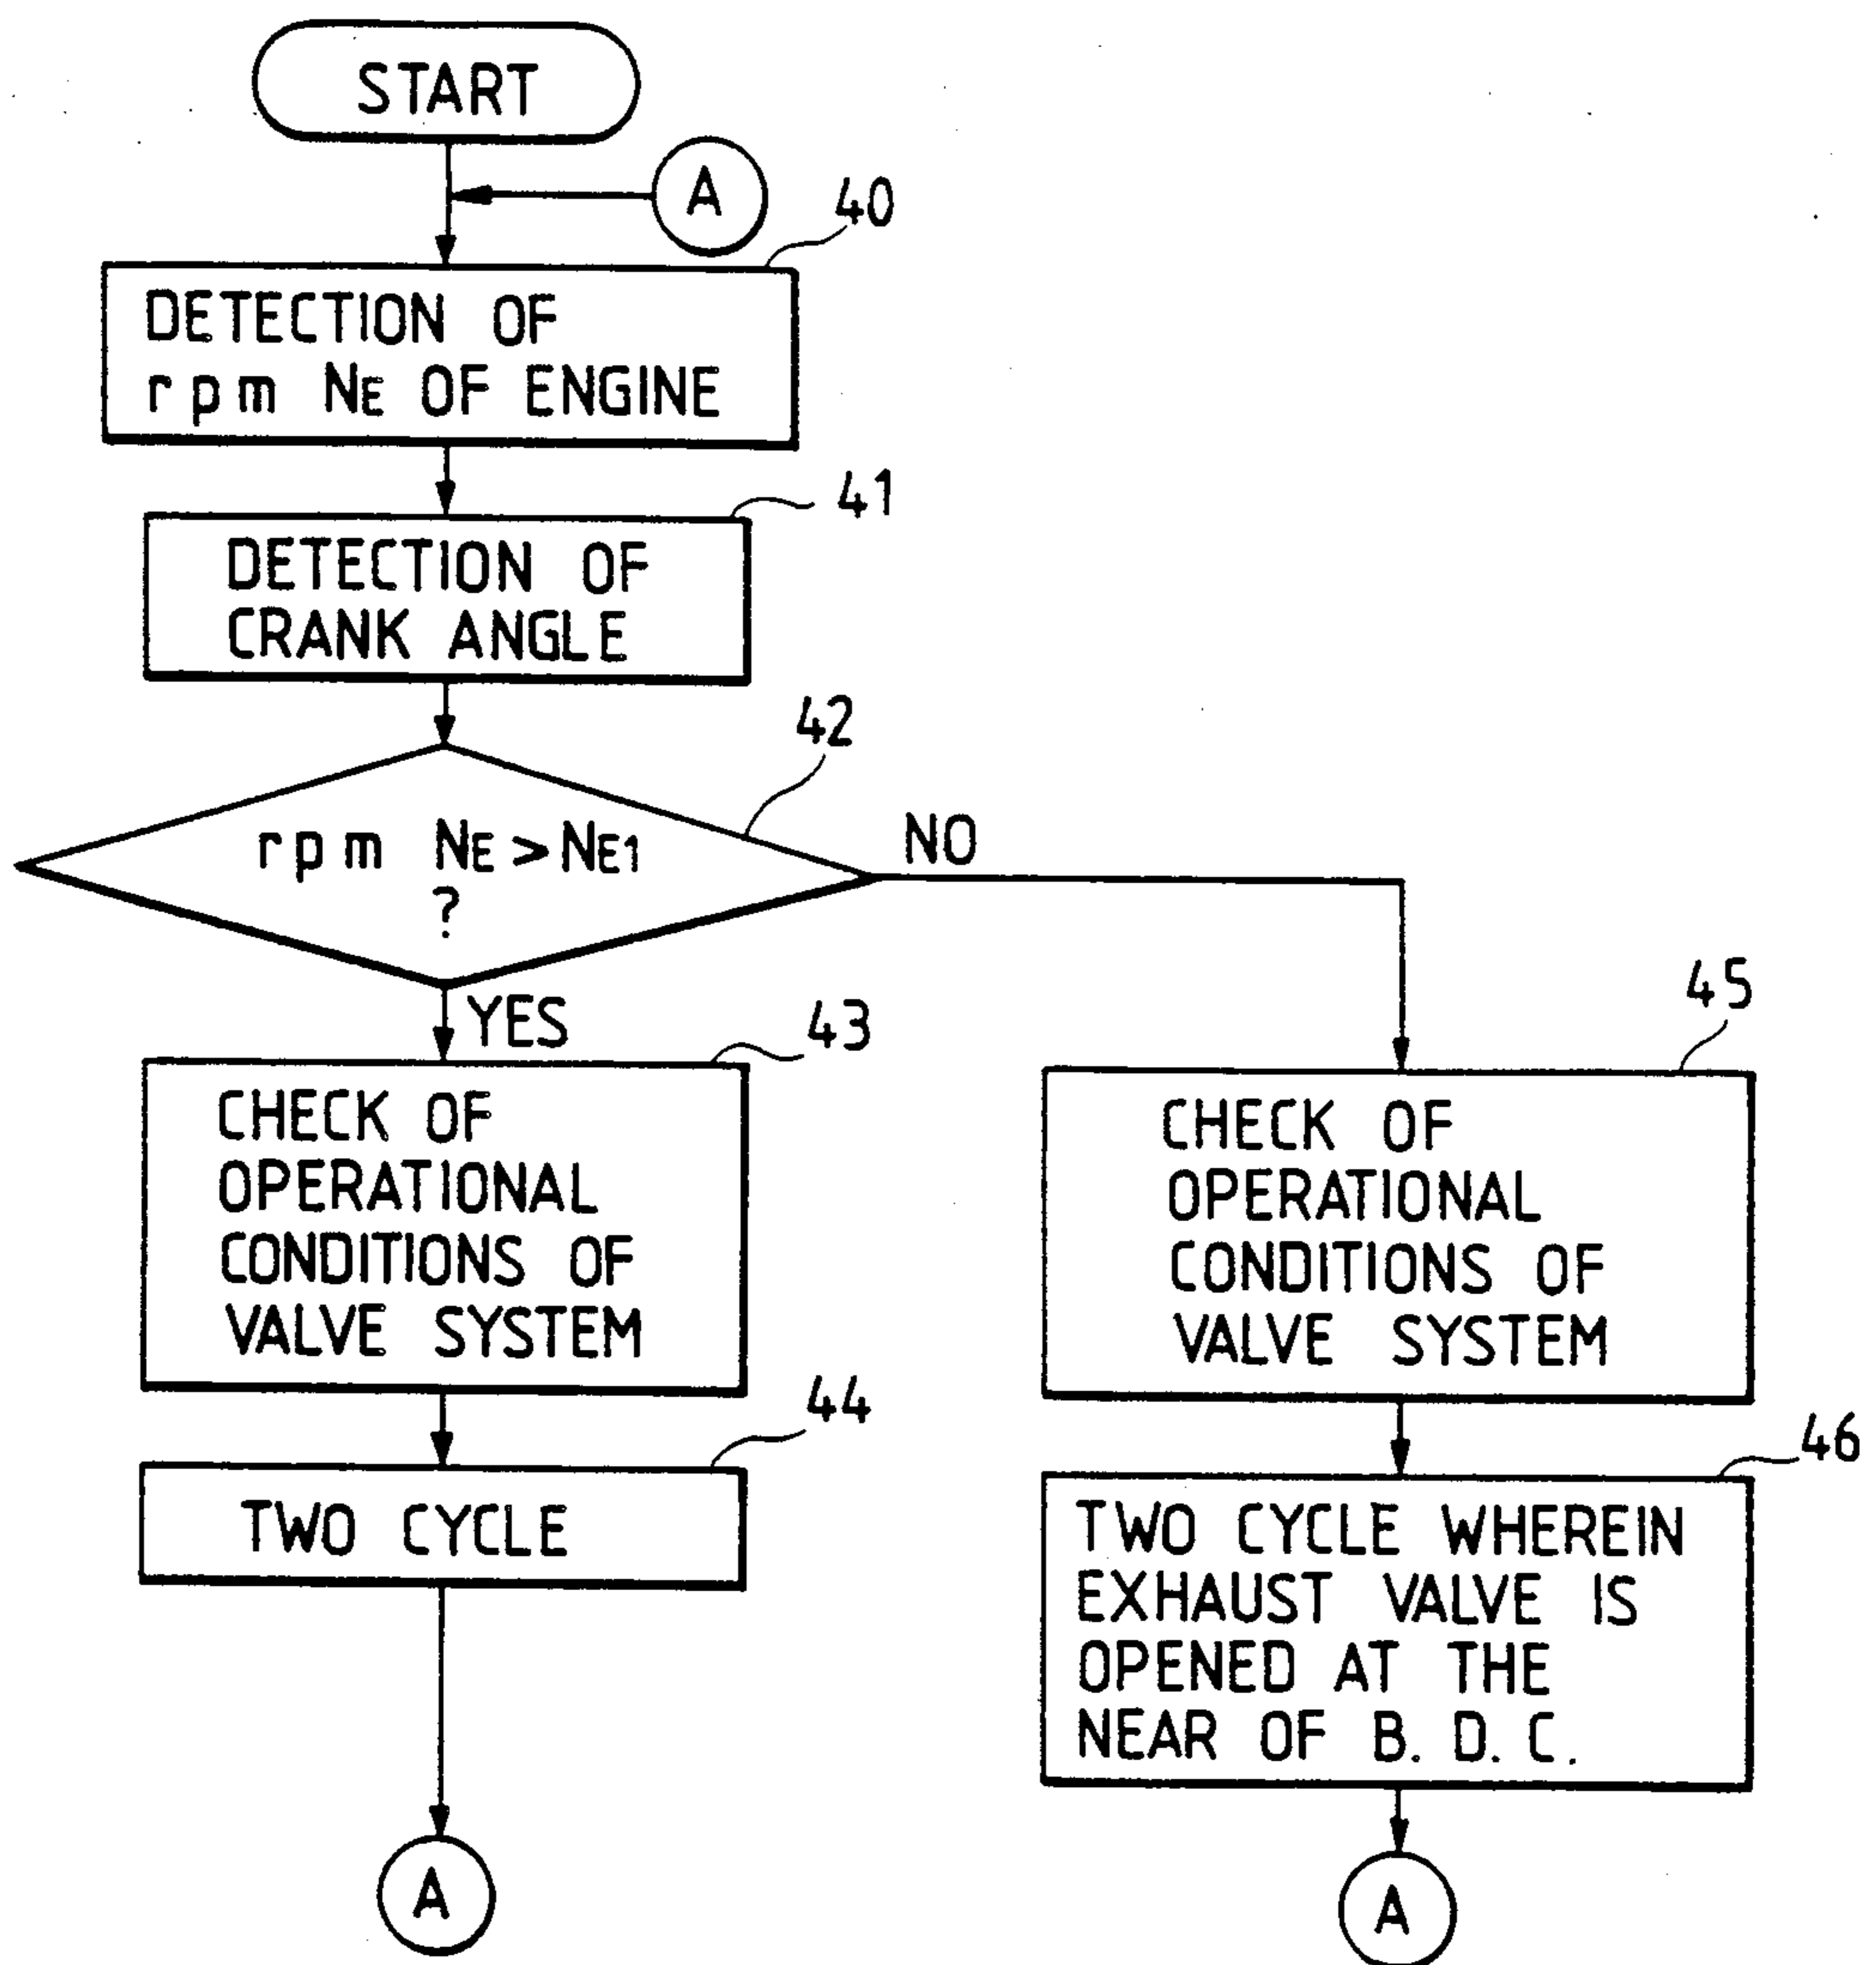 START
A
40
DETECTION OF
rpm NE OF ENGINE
41
DETECTION OF
CRANK ANGLE
42
rpm NE > NE1
?
NO
YES
43
CHECK OF
OPERATIONAL
CONDITIONS OF
VALVE SYSTEM
44
TWO CYCLE
A
45
CHECK OF
OPERATIONAL
CONDITIONS OF
VALVE SYSTEM
46
TWO CYCLE WHEREIN
EXHAUST VALVE IS
OPENED AT THE
NEAR OF B. D. C.
A